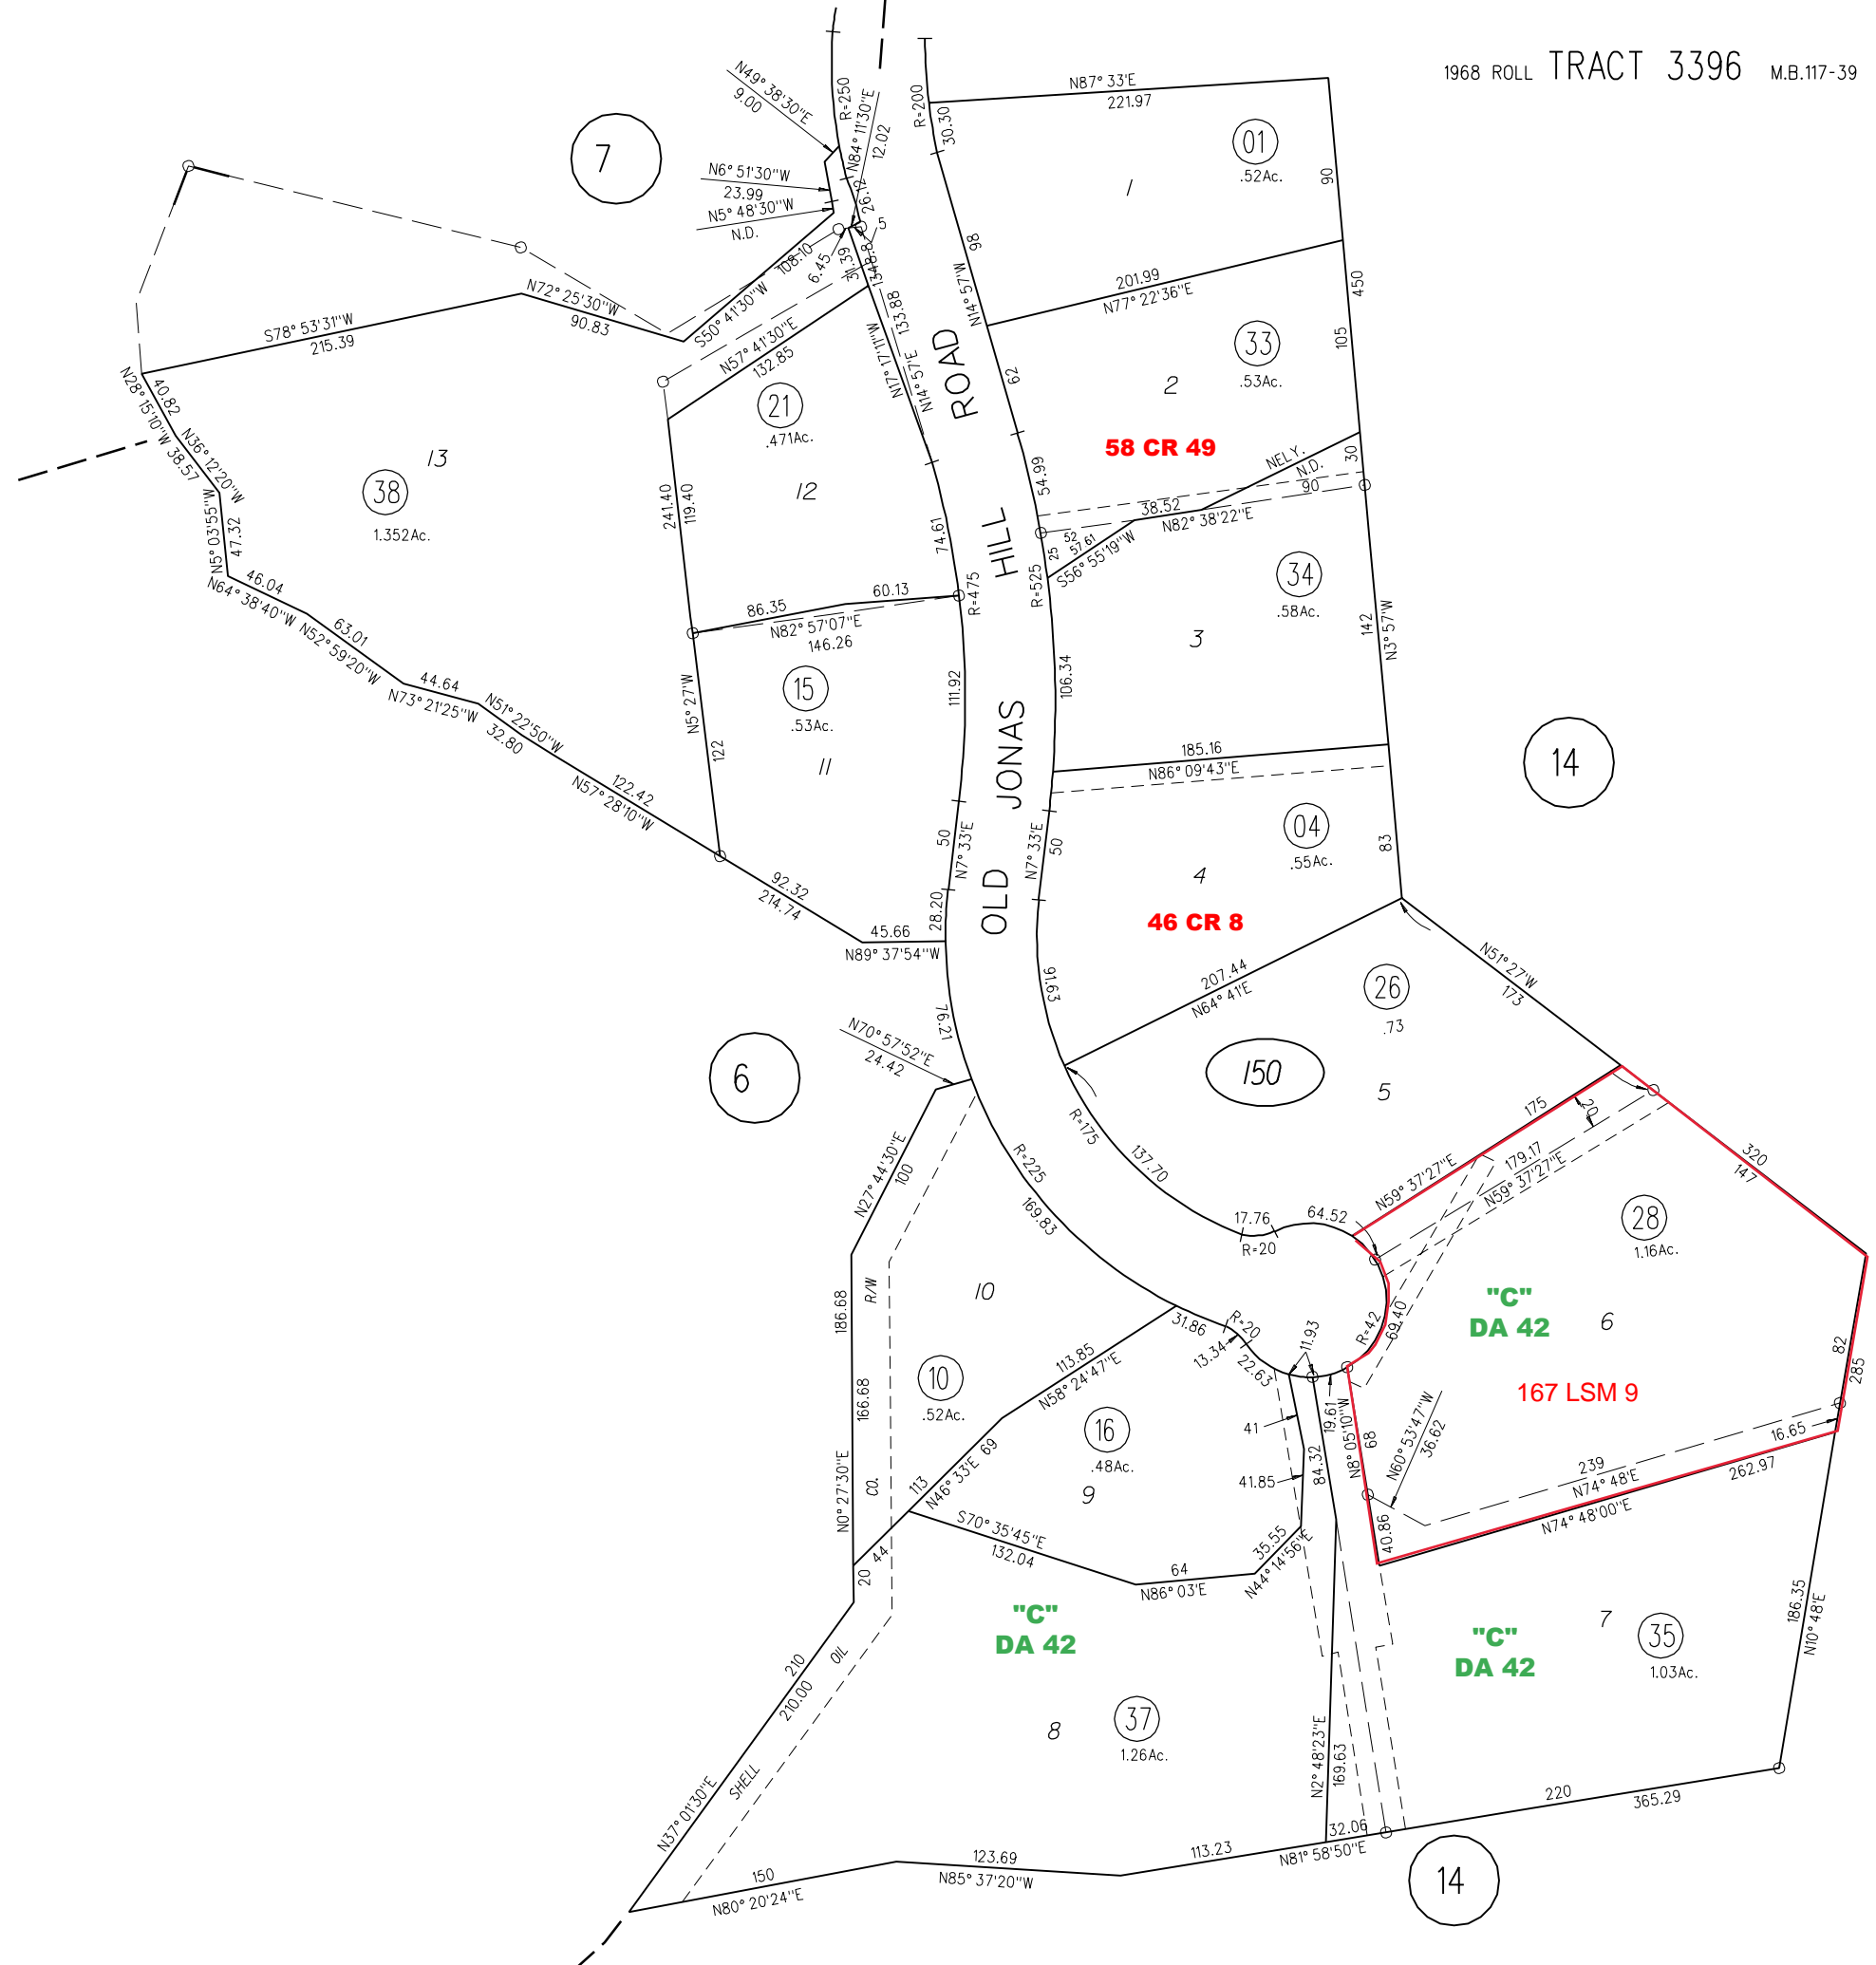 1968 ROLL TRACT 3396 M.B.117-39
N87° 33'E
221.97
N49° 38'30"E
9.00
R=250
N84° 11'30"E
12.02
R=200
30.30
01
.52Ac.
1
90
7
N6° 51'30"W
23.99
N5° 48'30"W
N.D.
26.12
5
108.10
6.45
31.39
98
N14° 57'W
201.99
N77° 22'36"E
450
105
S78° 53'31"W
215.39
N72° 25'30"W
90.83
S50° 41'30"W
N57° 41'30"E
132.85
133.88
N17° 17'11"W
N14° 57'E
ROAD
62
33
.53Ac.
2
58 CR 49
NELY.
N.D.
90
30
N28° 15'10"W
40.82
N36° 12'20"W
38.57
13
38
1.352Ac.
21
.471Ac.
12
241.40
119.40
74.61
HILL
54.99
38.52
N82° 38'22"E
52
57.61
25
S56° 55'19"W
N5° 03'55"W
47.32
46.04
N64° 38'40"W
63.01
N52° 59'20"W
44.64
N73° 21'25"W
N51° 22'50"W
32.80
122.42
N57° 28'10"W
86.35
60.13
N82° 57'07"E
146.26
R=475
R=525
34
.58Ac.
3
142
N3° 57'W
15
.53Ac.
11
N5° 27'W
122
111.92
106.34
JONAS
185.16
N86° 09'43"E
14
50
N7° 33'E
N7° 33'E
50
04
.55Ac.
83
4
46 CR 8
OLD
28.20
92.32
214.74
45.66
N89° 37'54"W
91.63
207.44
N64° 41'E
26
.73
N51° 27'W
173
76.21
N70° 57'52"E
24.42
6
150
5
R=175
137.70
R=225
169.83
N27° 44'30"E
100
175
20
179.17
N59° 37'27"E
N59° 37'27"E
320
147
17.76
R=20
64.52
28
1.16Ac.
"C"
DA 42
6
167 LSM 9
R=42
69.40
82
285
186.68
R/W
10
31.86
R=20
13.34
22.63
11.93
113.85
N58° 24'47"E
10
.52Ac.
166.68
CO.
N0° 27'30"E
16
.48Ac.
9
69
N46° 33'E
113
41
41.85
19.61
84.32
N8° 05'10"W
68
N60° 53'47"W
36.62
16.65
239
N74° 48'E
262.97
N74° 48'00"E
40.86
S70° 35'45"E
132.04
64
N86° 03'E
35.55
N44° 14'56"E
44
20
"C"
DA 42
"C"
DA 42
7
35
1.03Ac.
186.35
N10° 48'E
210
210.00
OIL
SHELL
N37° 01'30"E
8
37
1.26Ac.
N2° 48'23"E
169.63
220
365.29
32.06
N81° 58'50"E
113.23
123.69
N85° 37'20"W
150
N80° 20'24"E
14